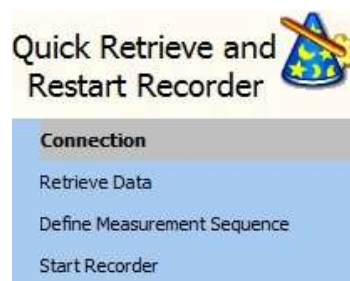 Quick Retrieve and
Restart Recorder
Connection
Retrieve Data
Define Measurement Sequence
Start Recorder